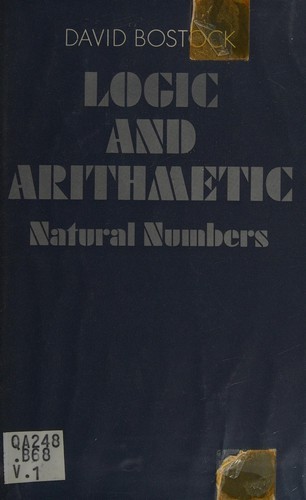 DAVID BOSTOCK
LOGIC
AND
ARITHMETIC
Natural Numbers
QA248
.B68
V.1